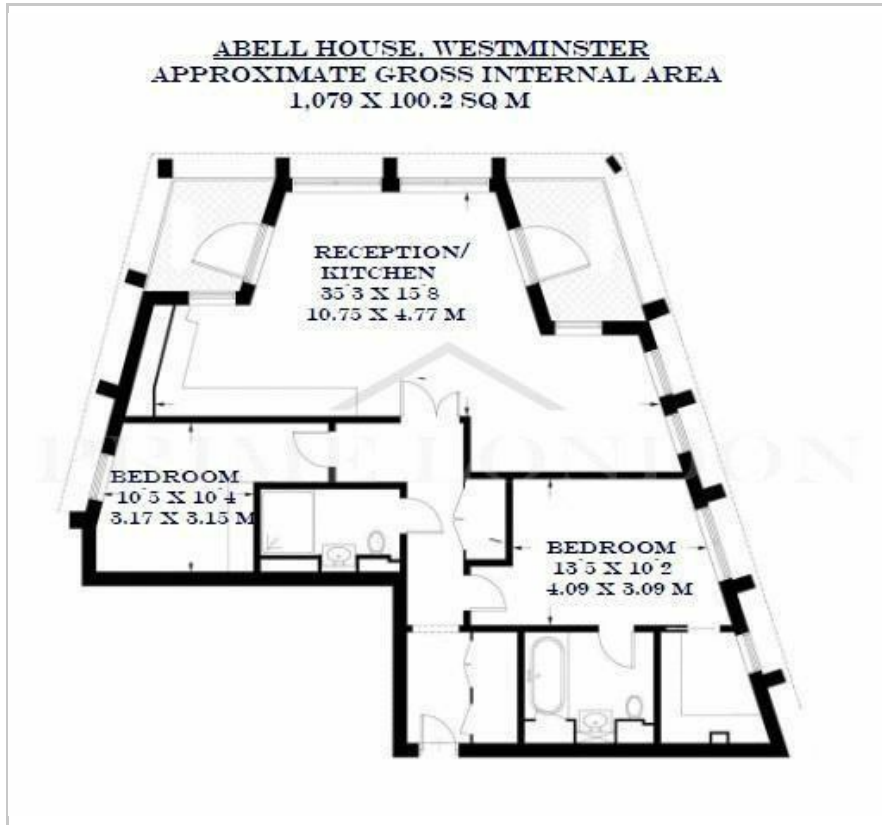 ABELL HOUSE, WESTMINSTER
APPROXIMATE GROSS INTERNAL AREA
1,079 X 100.2 SQ M
RECEPTION/
KITCHEN
35'3 X 15'8
10.75 X 4.77 M
PRIME LONDON
BEDROOM
10'5 X 10'4
3.17 X 3.15 M
BEDROOM
13'5 X 10'2
4.09 X 3.09 M